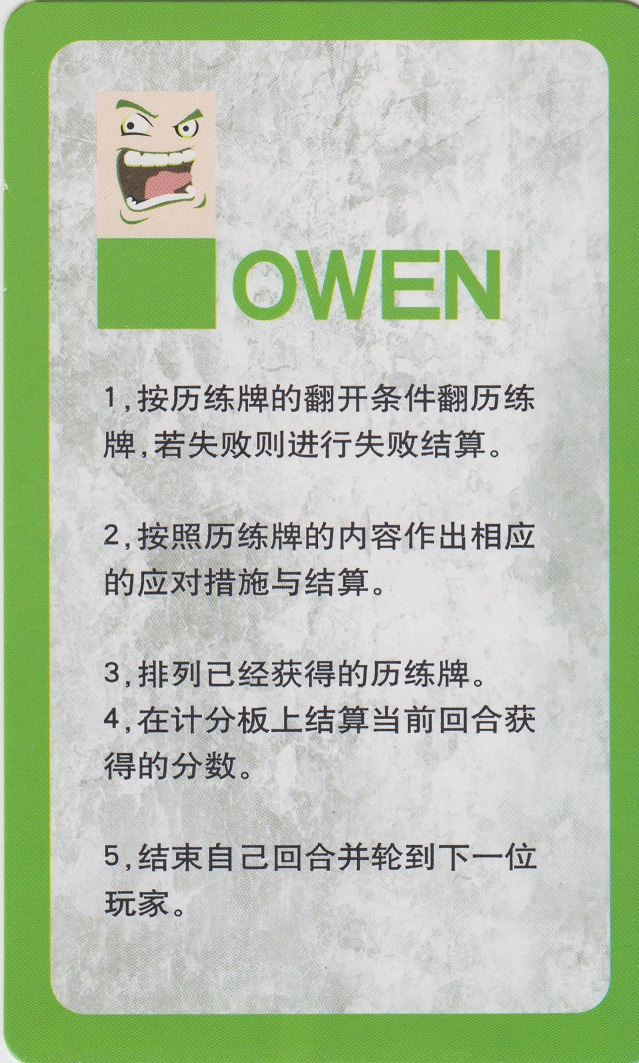 OWEN
1,按历练牌的翻开条件翻历练
牌,若失败则进行失败结算。
2,按照历练牌的内容作出相应
的应对措施与结算。
3,排列已经获得的历练牌。
4,在计分板上结算当前回合获
得的分数。
5,结束自己回合并轮到下一位
玩家。